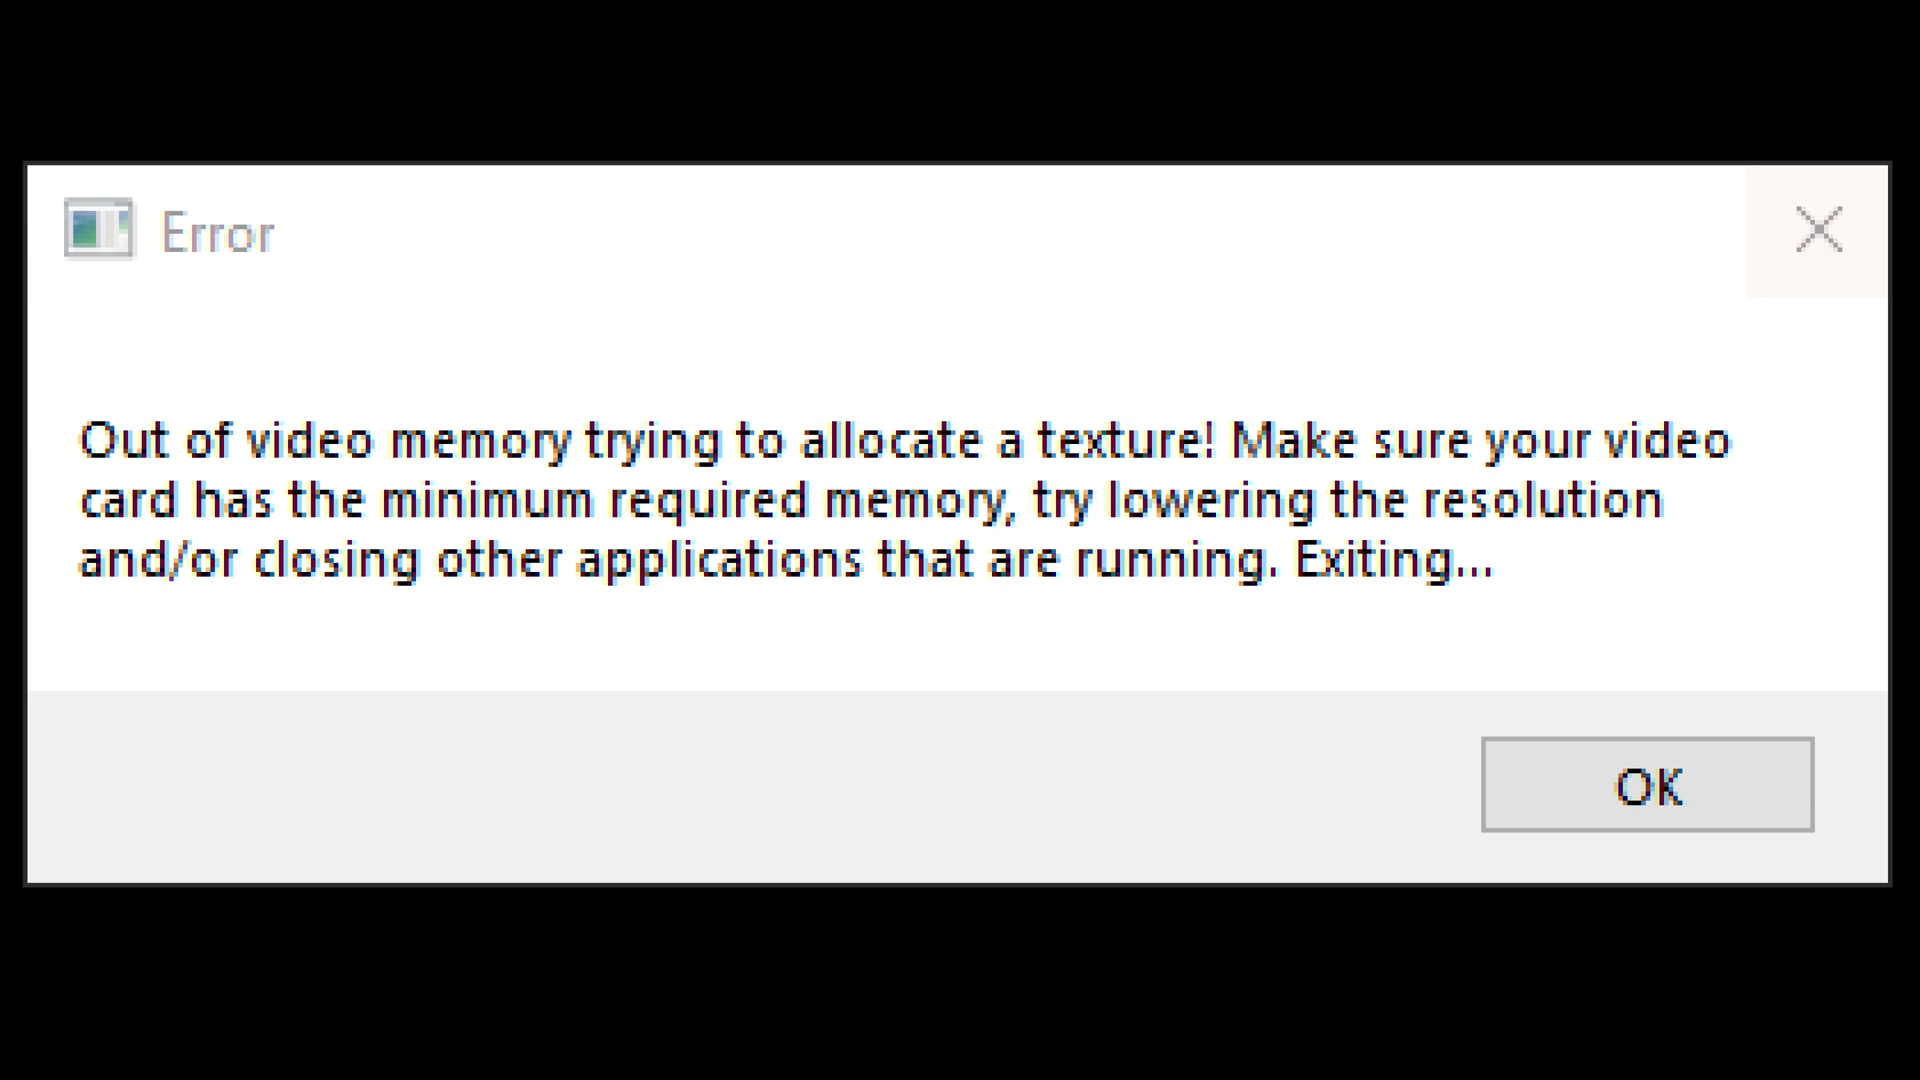 Error
Out of video memory trying to allocate a texture! Make sure your video
card has the minimum required memory, try lowering the resolution
and/or closing other applications that are running. Exiting...
OK